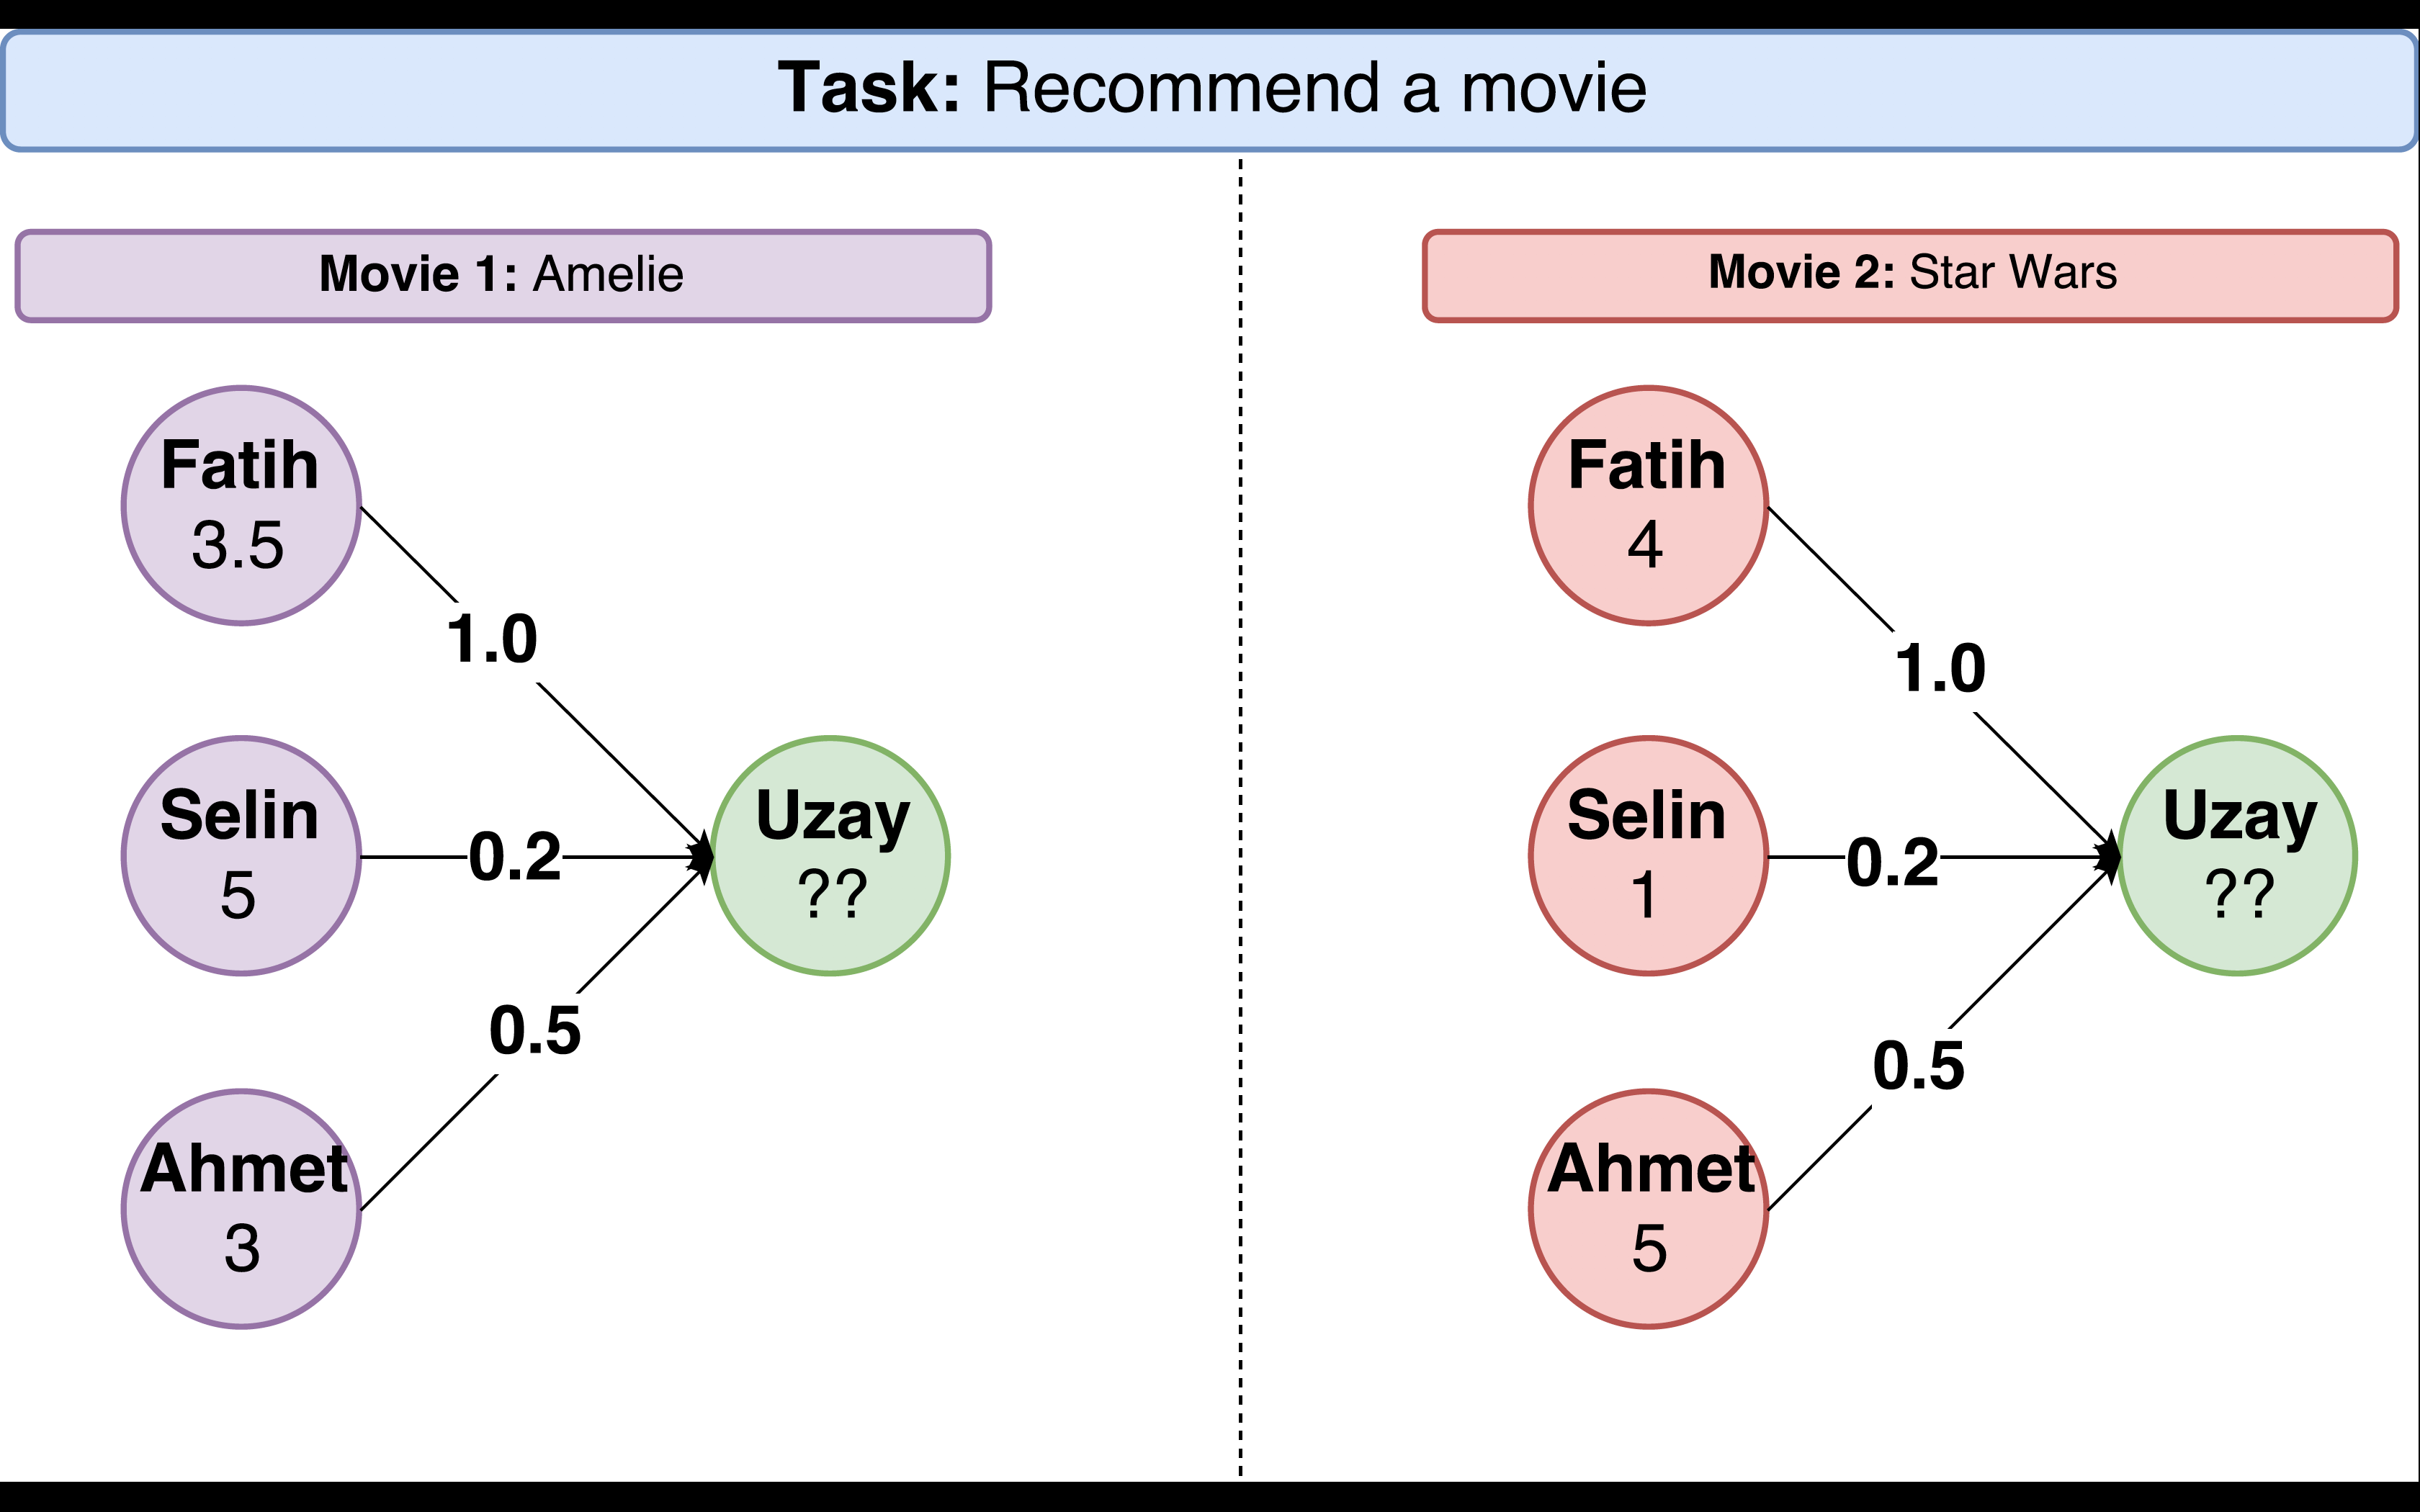 Task: Recommend a movie
Movie 1: Amelie
Fatih
3.5
1.0
Selin
5
0.2
Uzay
??
0.5
Ahmet
3
Movie 2: Star Wars
Fatih
4
1.0
Selin
1
0.2
Uzay
??
0.5
Ahmet
5